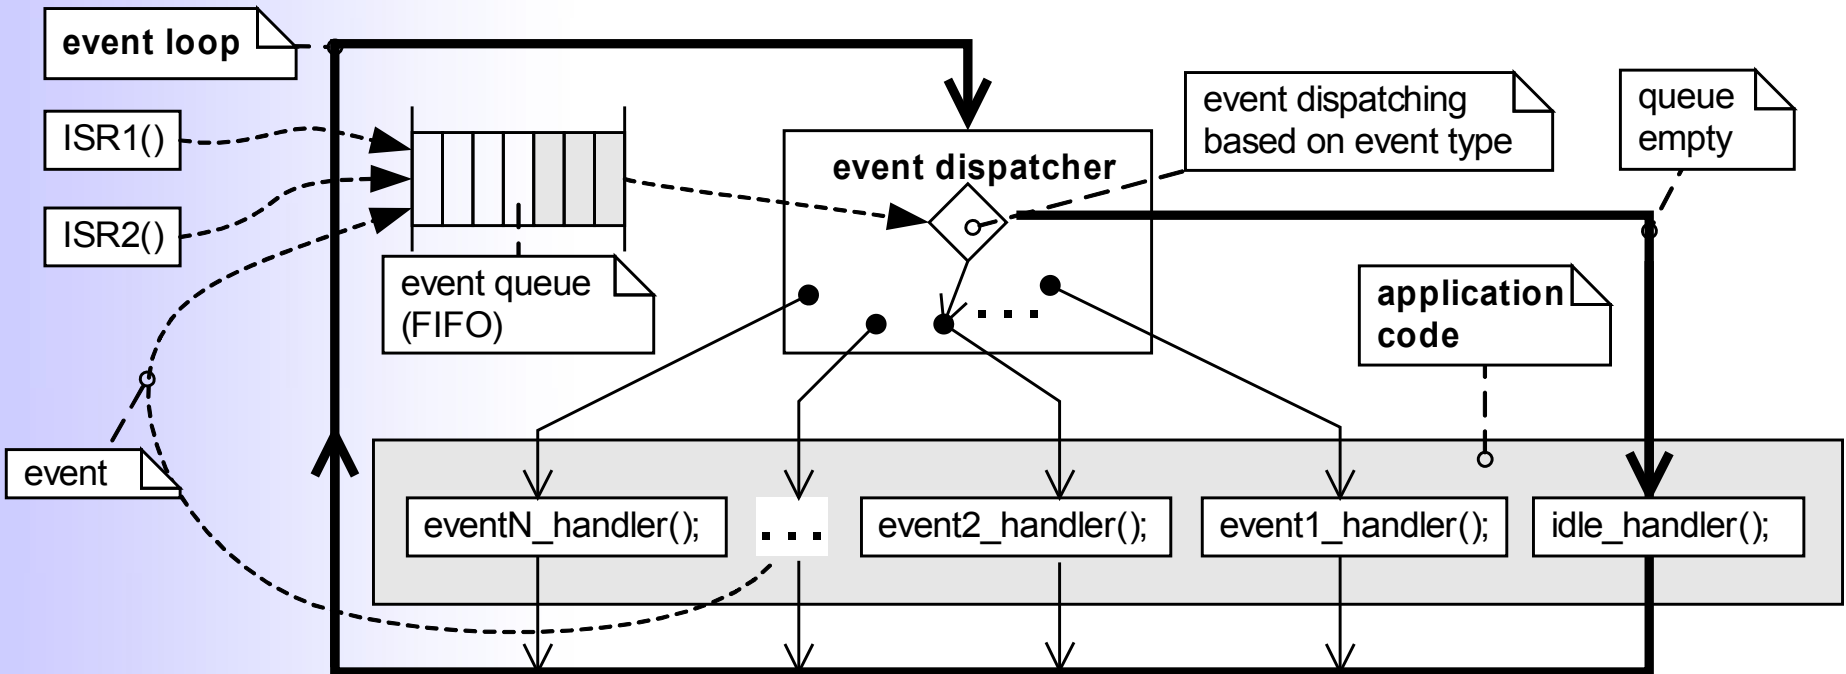 event loop
ISR1()
ISR2()
event dispatching
based on event type
queue
empty
event dispatcher
event queue
(FIFO)
. . .
application
code
event
eventN_handler();
. . .
event2_handler();
event1_handler();
idle_handler();